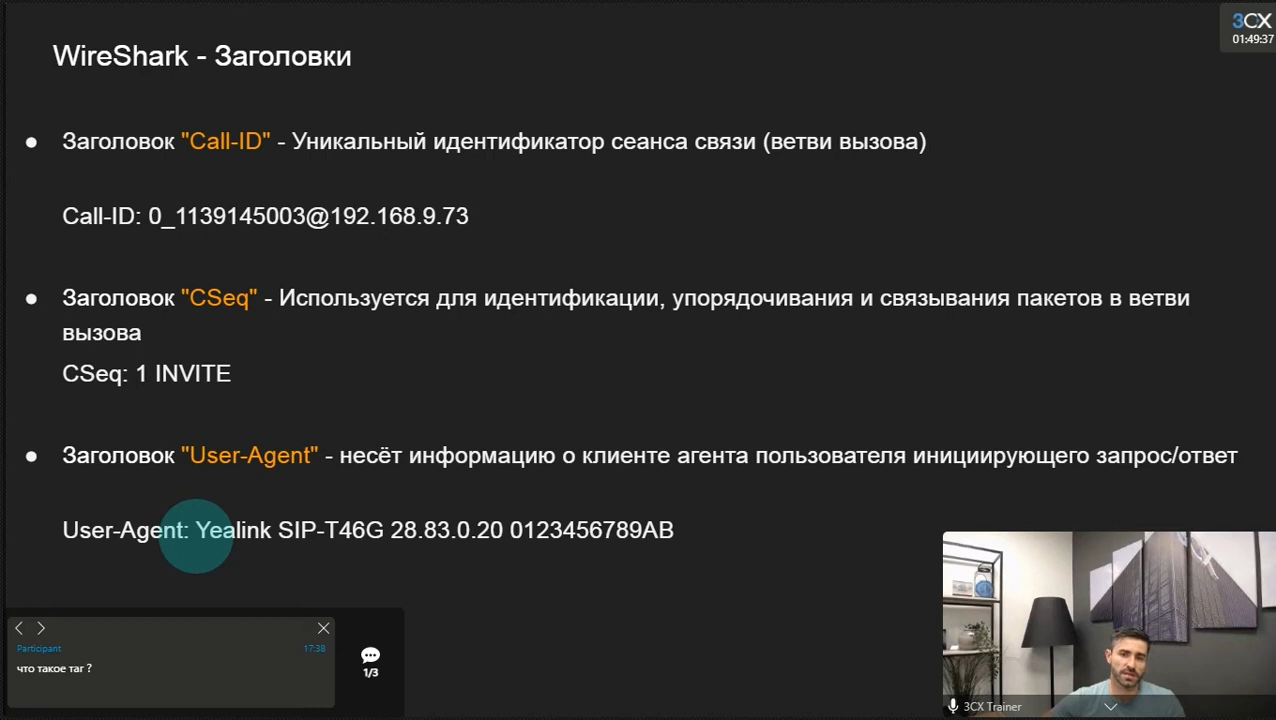 WireShark - Заголовки
3CX
01:49:37
Заголовок "Call-ID" - Уникальный идентификатор сеанса связи (ветви вызова)
Call-ID: 0_1139145003@192.168.9.73
Заголовок "CSeq" - Используется для идентификации, упорядочивания и связывания пакетов в ветви
вызова
CSeq: 1 INVITE
Заголовок "User-Agent" - несёт информацию о клиенте агента пользователя инициирующего запрос/ответ
User-Agent: Yealink SIP-T46G 28.83.0.20 0123456789AB
Participant 17:38
что такое таг ?
1/3
3CX Trainer